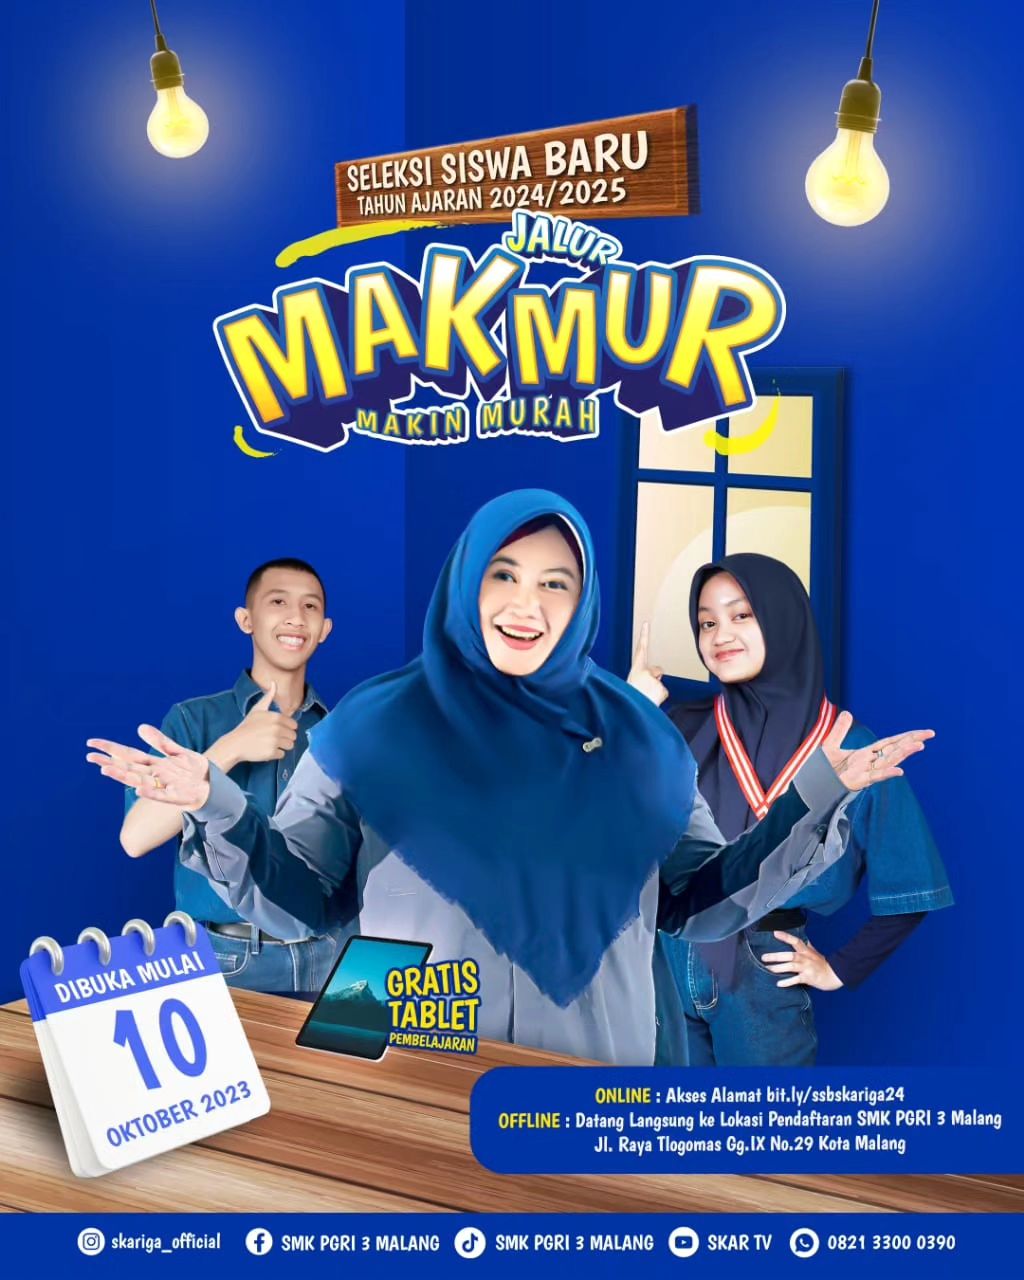 SELEKSI SISWA BARU
TAHUN AJARAN 2024/2025
JALUR
MAKMUR
MAKIN MURAH
DIBUKA MULAI
10
OKTOBER 2023
GRATIS
TABLET
PEMBELAJARAN
ONLINE : Akses Alamat bit.ly/ssbskariga24
OFFLINE : Datang Langsung ke Lokasi Pendaftaran SMK PGRI 3 Malang
Jl. Raya Tlogomas Gg.IX No.29 Kota Malang
skariga_official SMK PGRI 3 MALANG SMK PGRI 3 MALANG SKAR TV 0821 3300 0390